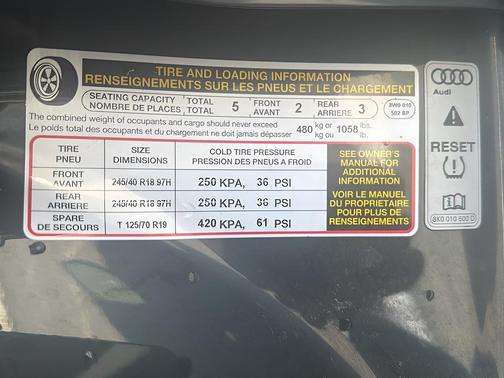 TIRE AND LOADING INFORMATION
RENSEIGNEMENTS SUR LES PNEUS ET LE CHARGEMENT
SEATING CAPACITY TOTAL 5 FRONT 2 REAR 3
NOMBRE DE PLACES TOTAL AVANT ARRIERE
8W0 010
502 BP
The combined weight of occupants and cargo should never exceed 480 kg or 1058 lbs.
Le poids total des occupants et du chargement ne doit jamais dépasser kg ou lb.
TIRE SIZE COLD TIRE PRESSURE
PNEU DIMENSIONS PRESSION DES PNEUS A FROID
FRONT
AVANT 245/40 R18 97H 250 KPA, 36 PSI
REAR
ARRIERE 245/40 R18 97H 250 KPA, 36 PSI
SPARE
DE SECOURS T 125/70 R19 420 KPA, 61 PSI
SEE OWNER'S
MANUAL FOR
ADDITIONAL
INFORMATION
VOIR LE MANUEL
DU PROPRIETAIRE
POUR PLUS DE
RENSEIGNEMENTS
Audi
RESET
8K0 010 600 D